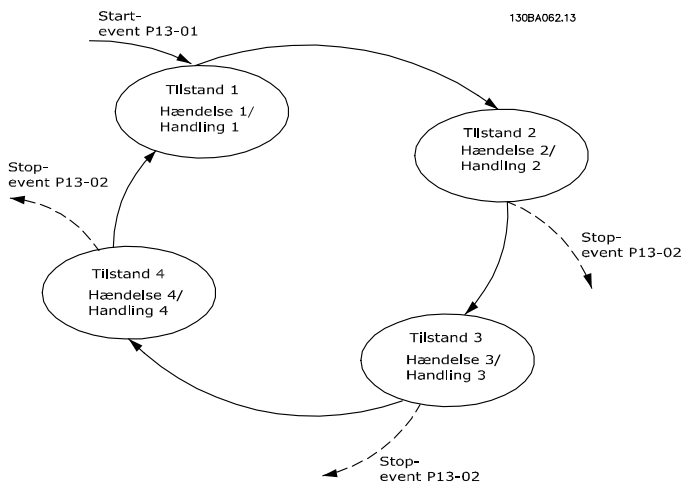 Start-
event P13-01
130BA062.13
Tilstand 1
Hændelse 1/
Handling 1
Tilstand 2
Hændelse 2/
Handling 2
Stop-
event P13-02
Stop-
event P13-02
Tilstand 4
Hændelse 4/
Handling 4
Tilstand 3
Hændelse 3/
Handling 3
Stop-
event P13-02